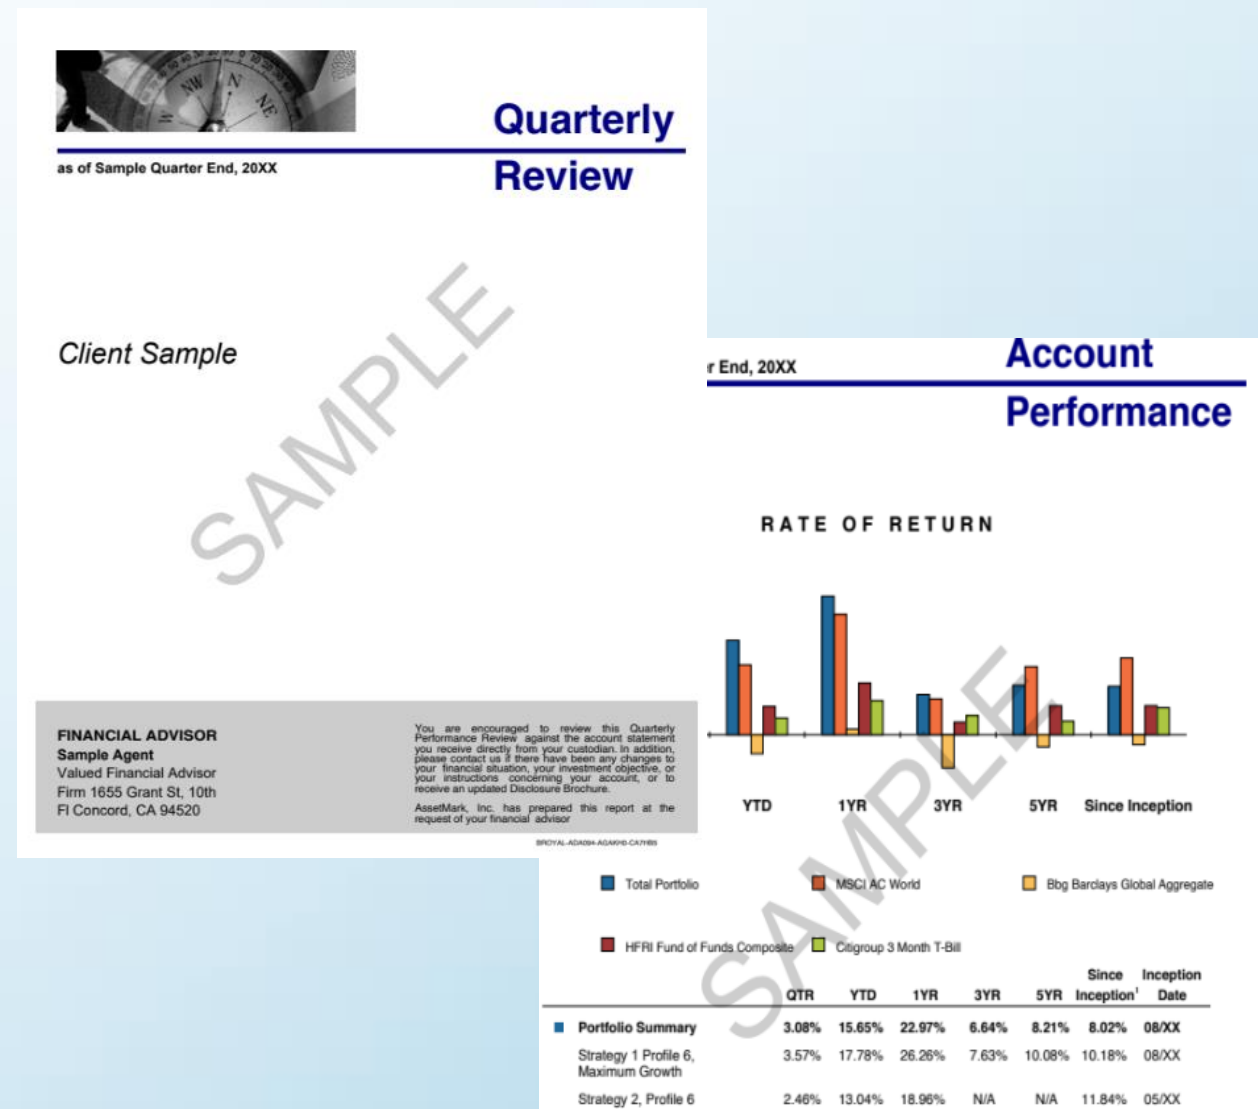 NW N NE
W
Quarterly
as of Sample Quarter End, 20XX
Review
Client Sample
SAMPLE
FINANCIAL ADVISOR
Sample Agent
Valued Financial Advisor
Firm 1655 Grant St, 10th
Fl Concord, CA 94520
You are encouraged to review this Quarterly
Performance Review against the account statement
you receive directly from your custodian. In addition,
please contact us if there have been any changes to
your financial situation, your investment objective, or
your instructions concerning your account, or to
receive an updated Disclosure Brochure.
AssetMark, Inc. has prepared this report at the
request of your financial advisor
r End, 20XX
Account
Performance
RATE OF RETURN
YTD 1YR 3YR 5YR Since Inception
Total Portfolio MSCI AC World Bbg Barclays Global Aggregate
HFRI Fund of Funds Composite Citigroup 3 Month T-Bill
SAMPLE
Since Inception
QTR YTD 1YR 3YR 5YR Inception¹ Date
Portfolio Summary 3.08% 15.65% 22.97% 6.64% 8.21% 8.02% 08/XX
Strategy 1 Profile 6, 3.57% 17.78% 26.26% 7.63% 10.08% 10.18% 08/XX
Maximum Growth
Strategy 2, Profile 6 2.46% 13.04% 18.96% N/A N/A 11.84% 05/XX